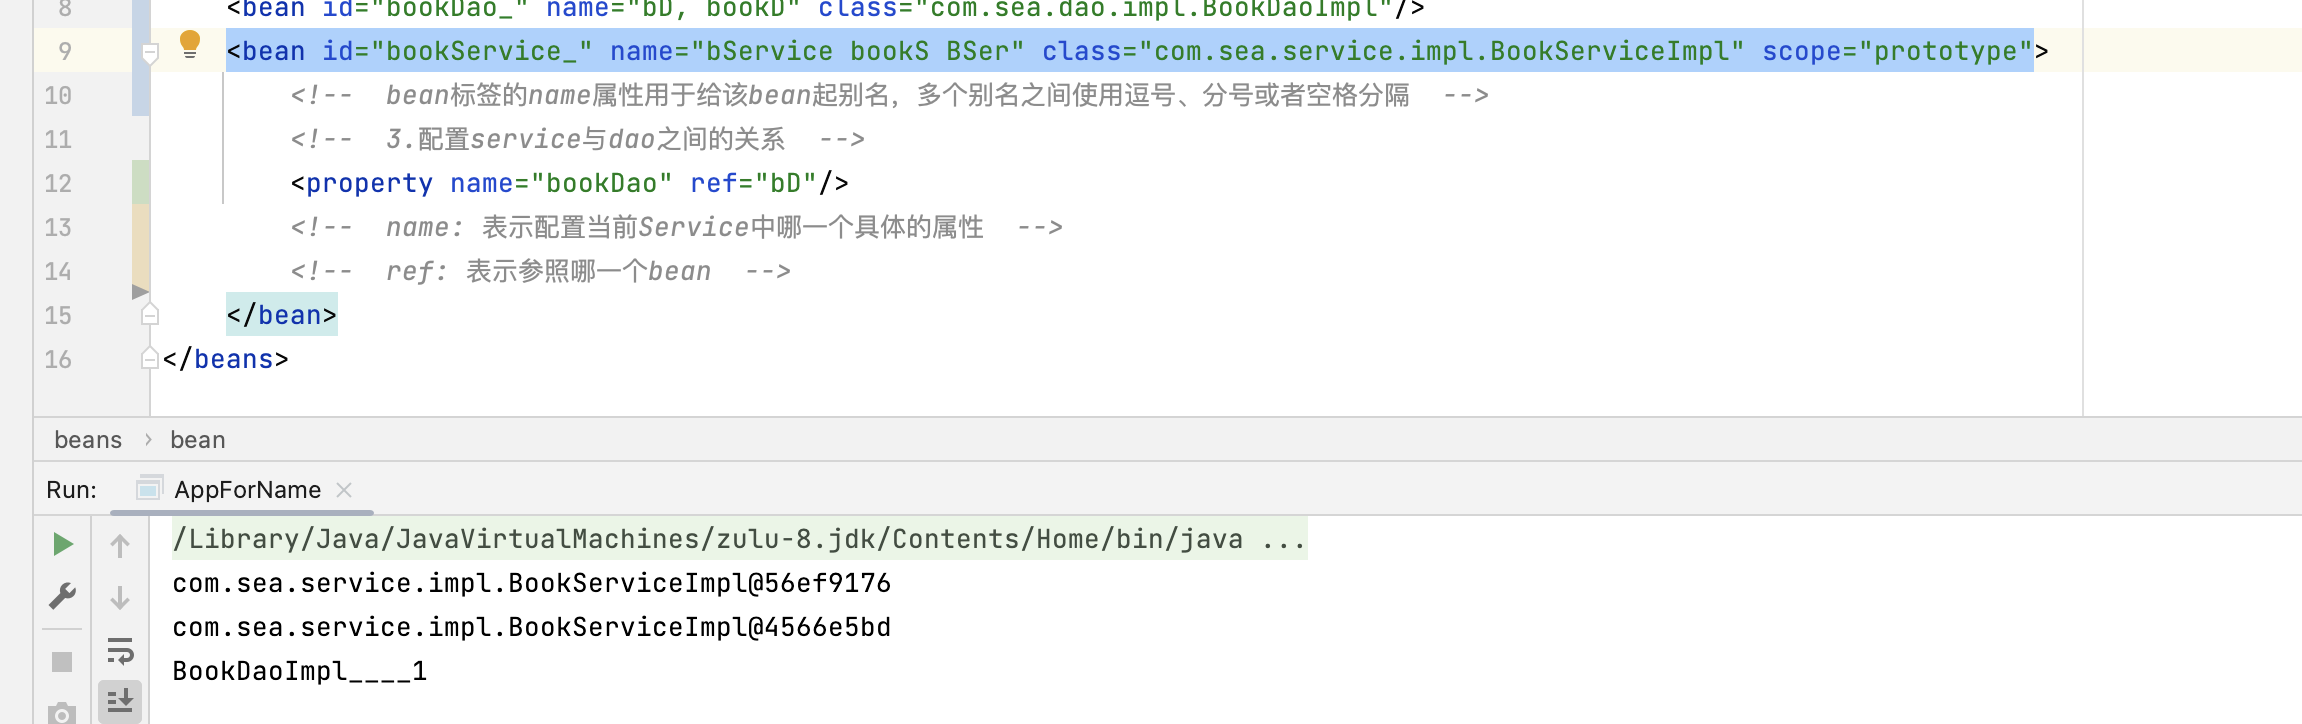 8 <bean id="bookDao_" name="bD, bookD" class="com.sea.dao.impl.BookDaoImpl"/>
9 <bean id="bookService_" name="bService bookS BSer" class="com.sea.service.impl.BookServiceImpl" scope="prototype">
10 <!-- bean标签的name属性用于给该bean起别名，多个别名之间使用逗号、分号或者空格分隔 -->
11 <!-- 3.配置service与dao之间的关系 -->
12 <property name="bookDao" ref="bD"/>
13 <!-- name: 表示配置当前Service中哪一个具体的属性 -->
14 <!-- ref: 表示参照哪一个bean -->
15 </bean>
16 </beans>
beans › bean
Run: AppForName
/Library/Java/JavaVirtualMachines/zulu-8.jdk/Contents/Home/bin/java ...
com.sea.service.impl.BookServiceImpl@56ef9176
com.sea.service.impl.BookServiceImpl@4566e5bd
BookDaoImpl____1